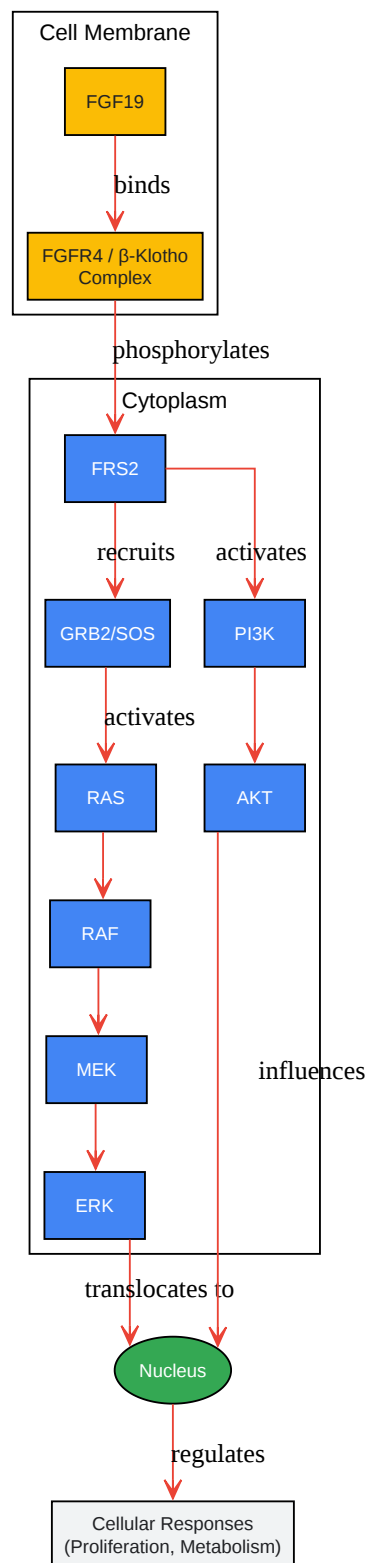 Cell Membrane
FGF19
binds
FGFR4 / β-Klotho
Complex
phosphorylates
Cytoplasm
FRS2
recruits
activates
GRB2/SOS
PI3K
activates
RAS
AKT
RAF
MEK
influences
ERK
translocates to
Nucleus
regulates
Cellular Responses
(Proliferation, Metabolism)